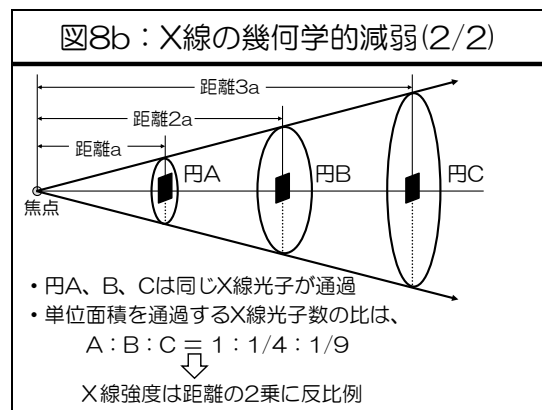 図8b：X線の幾何学的減弱(2/2)
距離3a
距離2a
距離a
円A
円B
円C
焦点
・円A、B、Cは同じX線光子が通過
・単位面積を通過するX線光子数の比は、
A：B：C＝1：1/4：1/9
X線強度は距離の2乗に反比例